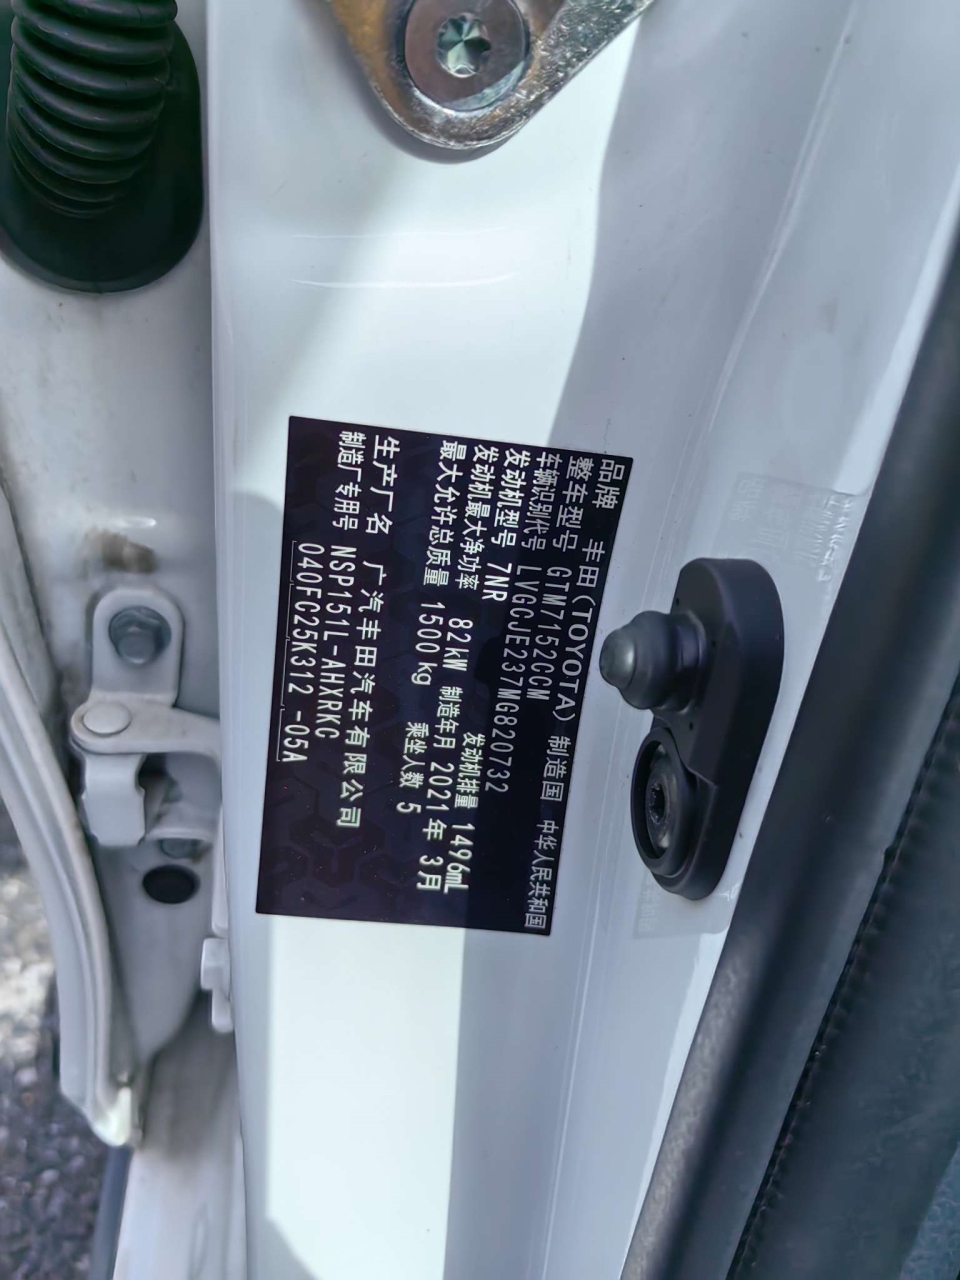 品牌 丰田(TOYOTA) 制造国 中华人民共和国
整车型号 GTM7152CCM
车辆识别代号 LVGCJE237MG820732
发动机型号 7NR 发动机排量 1496mL
发动机最大净功率 82kW 制造年月 2021年 3月
最大允许总质量 1500kg 乘坐人数 5
生产厂名 广汽丰田汽车有限公司
制造厂专用号 NSP151L-AHXRKC
040FC25K312 -05A